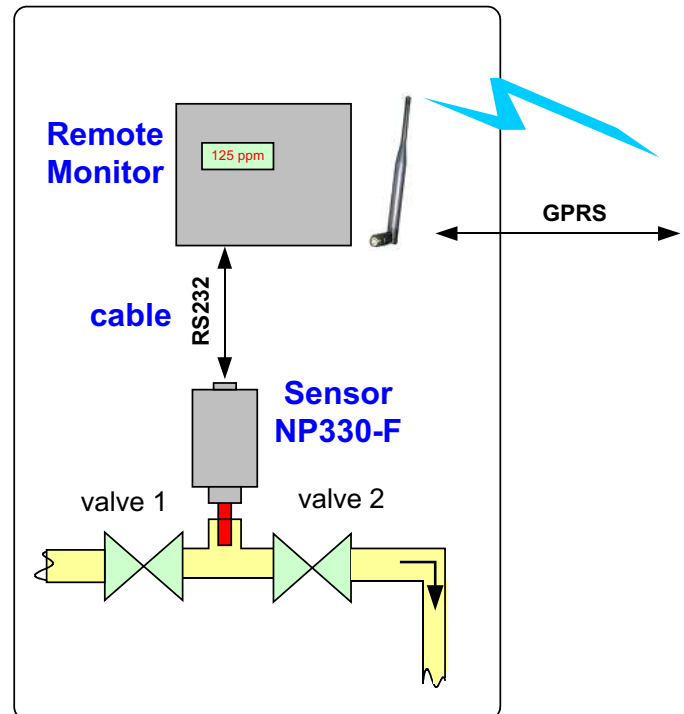 Remote
Monitor
125 ppm
GPRS
cable
RS232
Sensor
NP330-F
valve 1
valve 2